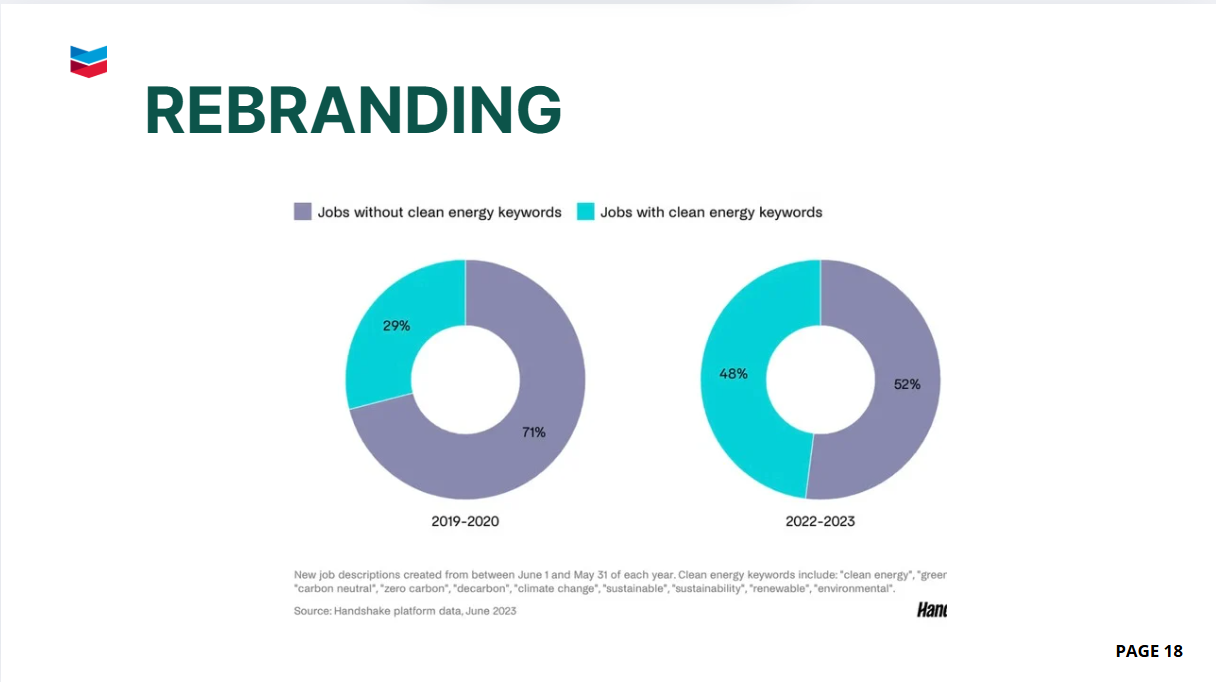 REBRANDING
Jobs without clean energy keywords Jobs with clean energy keywords
29%
71%
48%
52%
2019-2020 2022-2023
New job descriptions created from between June 1 and May 31 of each year. Clean energy keywords include: "clean energy", "green
"carbon neutral", "zero carbon", "decarbon", "climate change", "sustainable", "sustainability", "renewable", "environmental".
Source: Handshake platform data, June 2023
PAGE 18